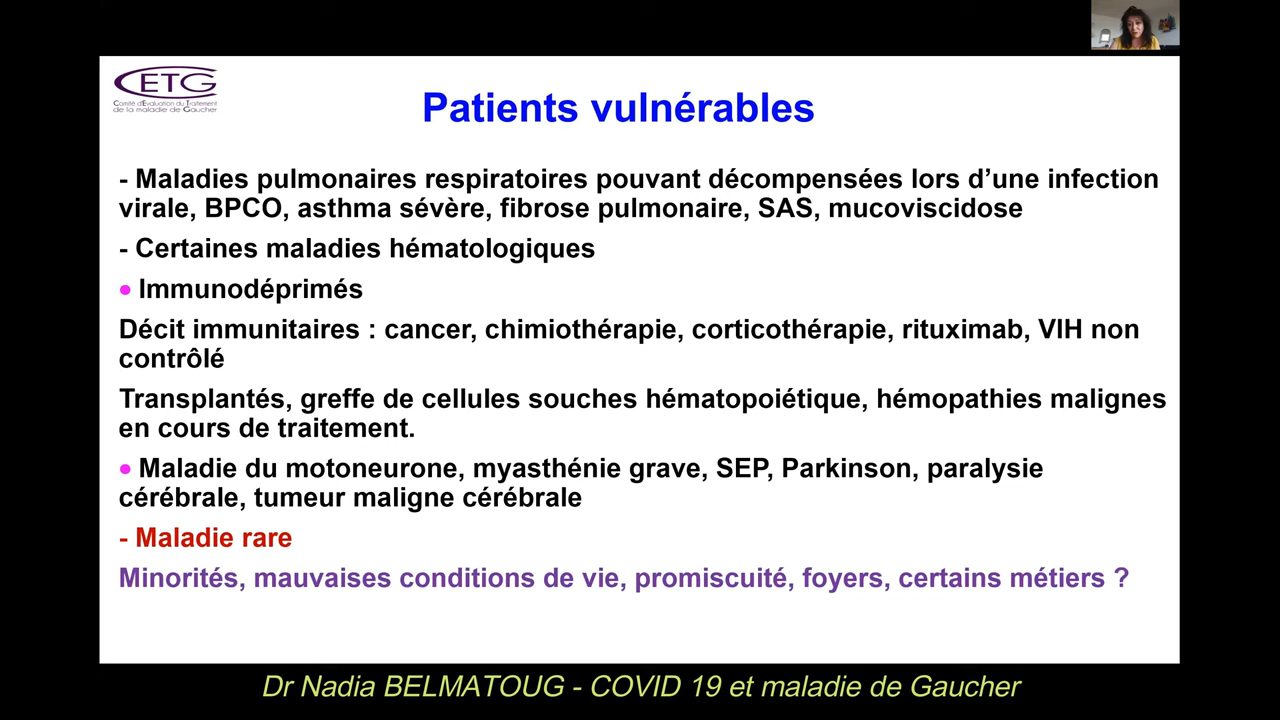 CETG
Comité d'Evaluation du Traitement
de la maladie de Gaucher
Patients vulnérables
- Maladies pulmonaires respiratoires pouvant décompensées lors d’une infection
virale, BPCO, asthma sévère, fibrose pulmonaire, SAS, mucoviscidose
- Certaines maladies hématologiques
• Immunodéprimés
Décit immunitaires : cancer, chimiothérapie, corticothérapie, rituximab, VIH non
contrôlé
Transplantés, greffe de cellules souches hématopoiétique, hémopathies malignes
en cours de traitement.
• Maladie du motoneurone, myasthénie grave, SEP, Parkinson, paralysie
cérébrale, tumeur maligne cérébrale
- Maladie rare
Minorités, mauvaises conditions de vie, promiscuité, foyers, certains métiers ?
Dr Nadia BELMATOUG - COVID 19 et maladie de Gaucher